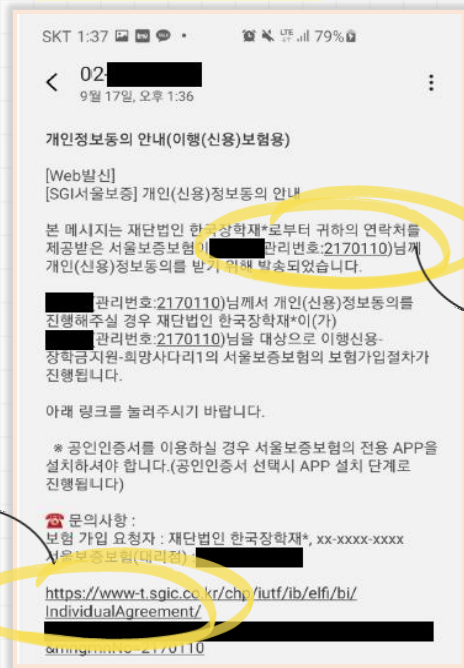 SKT 1:37
LTE
79%
02-
9월 17일, 오후 1:36
개인정보동의 안내(이행(신용)보험용)
[Web발신]
[SGI서울보증] 개인(신용)정보동의 안내
본 메시지는 재단법인 한국장학재*로부터 귀하의 연락처를
제공받은 서울보증보험이 관리번호:2170110)님께
개인(신용)정보동의를 받기 위해 발송되었습니다.
관리번호:2170110)님께서 개인(신용)정보동의를
진행해주실 경우 재단법인 한국장학재*이(가)
관리번호:2170110)님을 대상으로 이행신용-
장학금지원-희망사다리1의 서울보증보험의 보험가입절차가
진행됩니다.
아래 링크를 눌러주시기 바랍니다.
※ 공인인증서를 이용하실 경우 서울보증보험의 전용 APP을
설치하셔야 합니다.(공인인증서 선택시 APP 설치 단계로
진행됩니다)
☎ 문의사항 :
보험 가입 요청자 : 재단법인 한국장학재*, xx-xxxx-xxxx
서울보증보험(대리점) :
https://www-t.sgic.co.kr/chp/iutf/ib/elfi/bi/
IndividualAgreement/